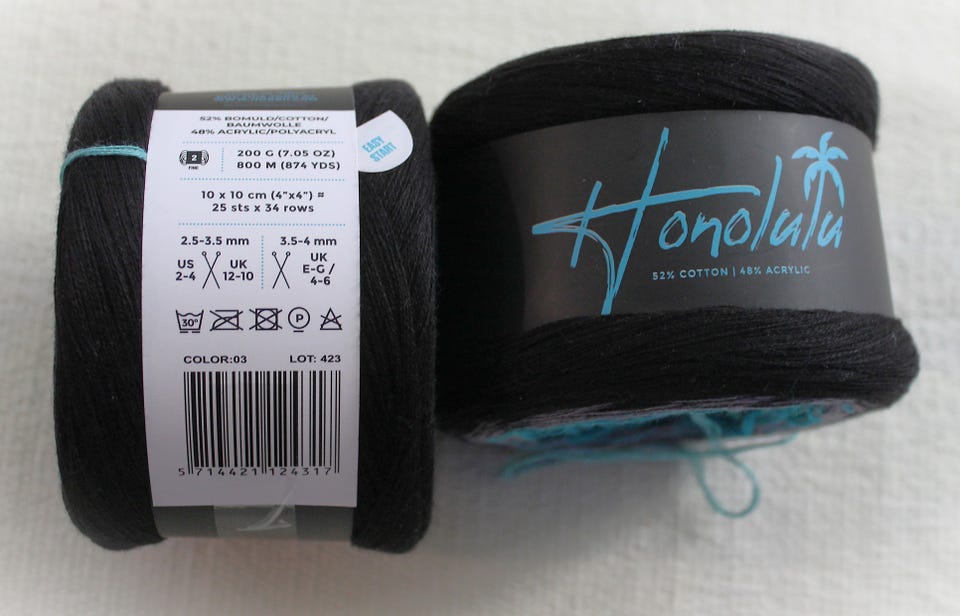 52% BOMULD/COTTON/
BAUMWOLLE
48% ACRYLIC/POLYACRYL
EASY
START
2
FINE
200 G (7.05 OZ)
800 M (874 YDS)
10 x 10 cm (4"x4") =
25 sts x 34 rows
2.5-3.5 mm
3.5-4 mm
US
2-4
UK
12-10
UK
E-G /
4-6
30°
P
COLOR:03
LOT: 423
5 714421 124317
Honolulu
52% COTTON | 48% ACRYLIC